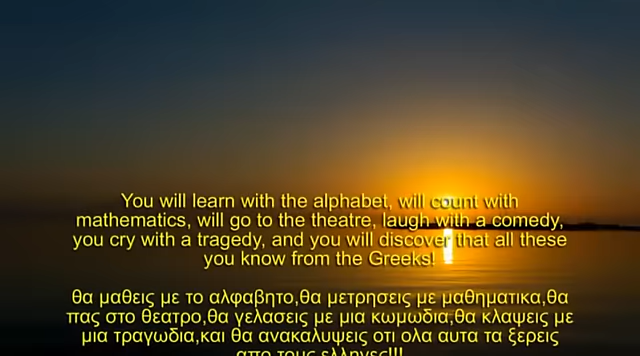 You will learn with the alphabet, will count with
mathematics, will go to the theatre, laugh with a comedy,
you cry with a tragedy, and you will discover that all these
you know from the Greeks!
θα μαθεις με το αλφαβητο,θα μετρησεις με μαθηματικα,θα
πας στο θεατρο,θα γελασεις με μια κωμωδια,θα κλαψεις με
μια τραγωδια,και θα ανακαλυψεις οτι ολα αυτα τα ξερεις
απο τους ελληνες!!!